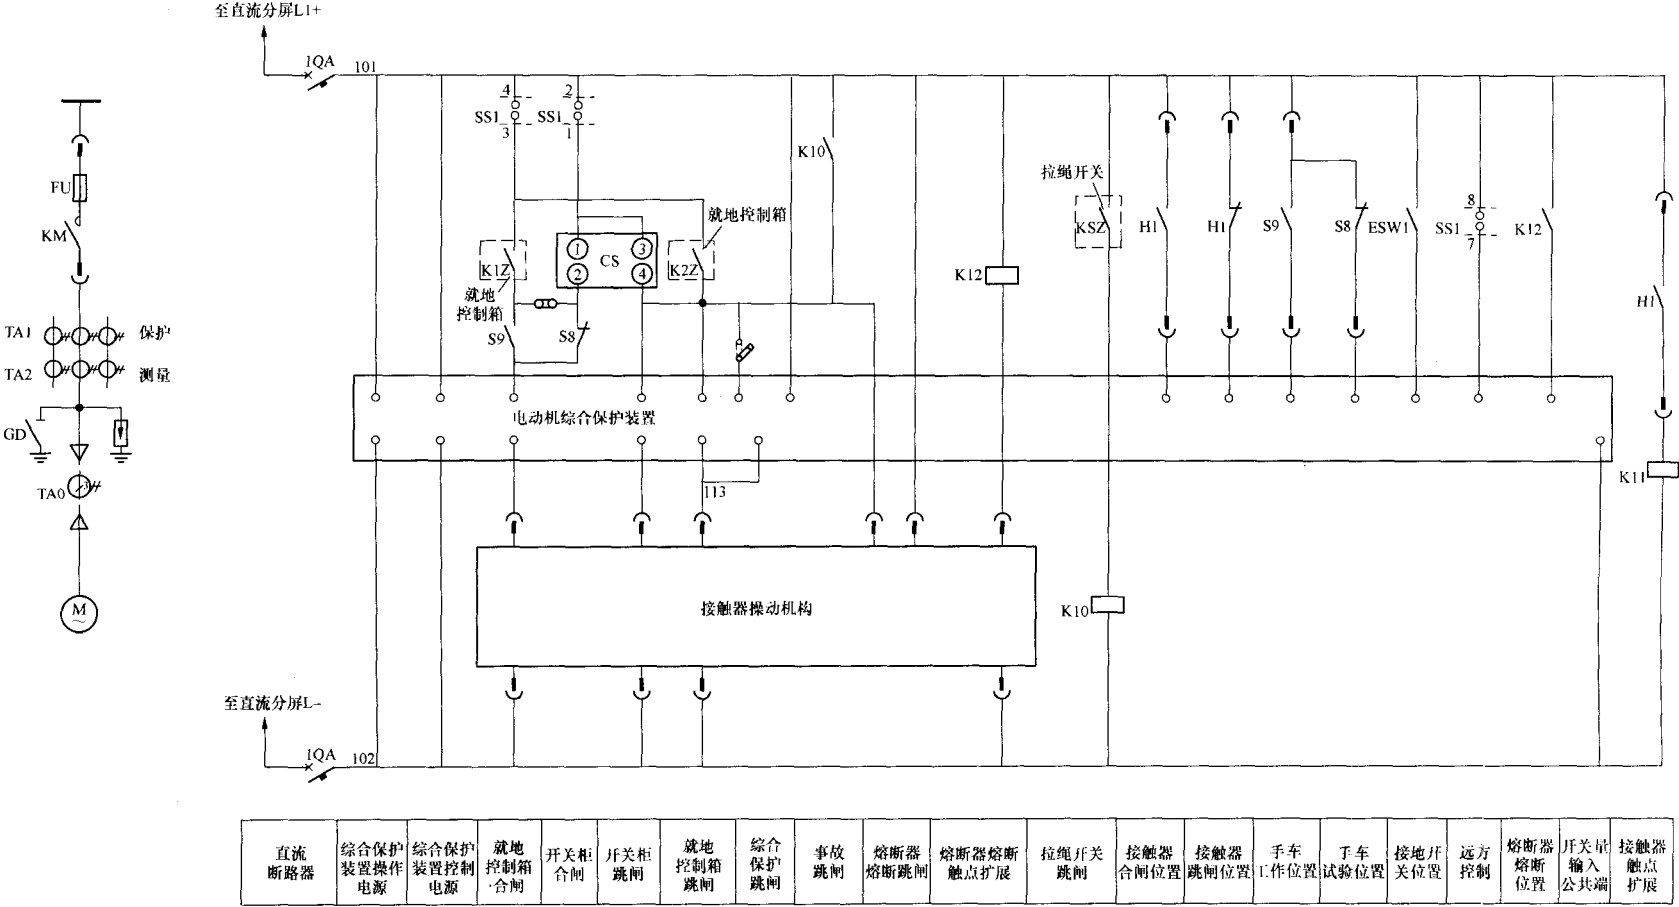 至直流分屏L1+
1QA
101
4
SS1
3
2
SS1
1
K10
FU
KM
拉绳开关
KSZ
H1
H1
S9
S8
ESW1
8
SS1
7
K12
就地控制箱
K1Z
1
3
CS
2
4
K2Z
K12
就地
控制箱
S9
S8
H1
TA1
保护
TA2
测量
GD
TA0
3
M
~
电动机综合保护装置
113
K11
接触器操动机构
K10
至直流分屏L-
1QA
102
直流
断路器
综合保护
装置操作
电源
综合保护
装置控制
电源
就地
控制箱
合闸
开关柜
合闸
开关柜
跳闸
就地
控制箱
跳闸
综合
保护
跳闸
事故
跳闸
熔断器
熔断跳闸
熔断器熔断
触点扩展
拉绳开关
跳闸
接触器
合闸位置
接触器
跳闸位置
手车
工作位置
手车
试验位置
接地开
关位置
远方
控制
熔断器
熔断
位置
开关量
输入
公共端
接触器
触点
扩展